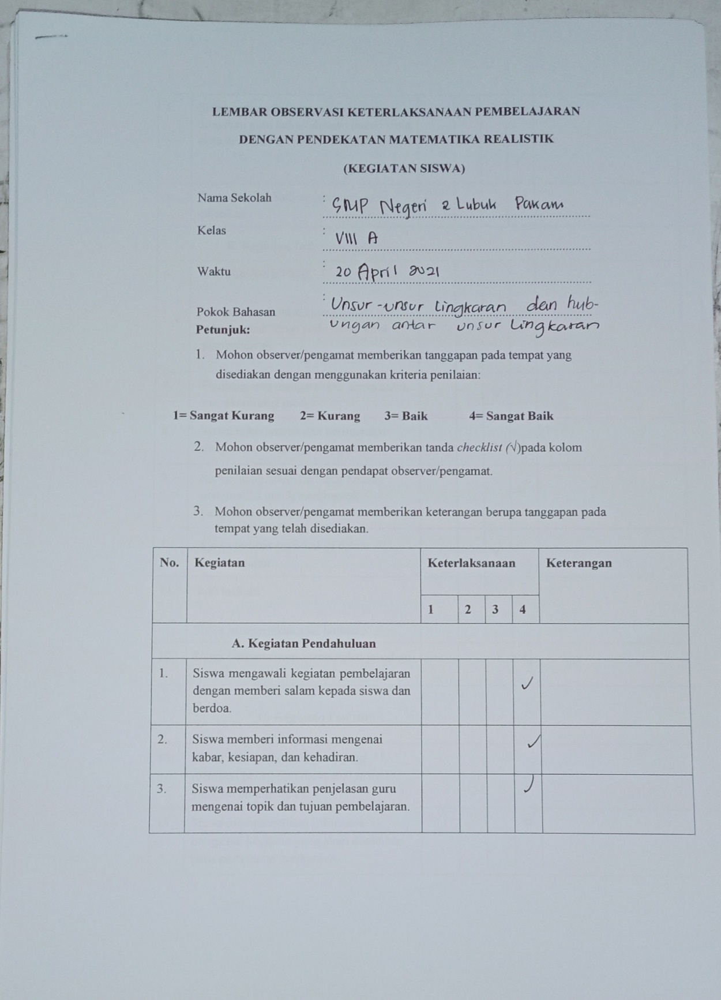 LEMBAR OBSERVASI KETERLAKSANAAN PEMBELAJARAN
DENGAN PENDEKATAN MATEMATIKA REALISTIK
(KEGIATAN SISWA)
Nama Sekolah : SMP Negeri 2 Lubuk Pakam
Kelas : VIII A
Waktu : 20 April 2021
Pokok Bahasan : Unsur-unsur lingkaran dan hub-
ungan antar unsur lingkaran
Petunjuk:
1. Mohon observer/pengamat memberikan tanggapan pada tempat yang
disediakan dengan menggunakan kriteria penilaian:
1= Sangat Kurang 2= Kurang 3= Baik 4= Sangat Baik
2. Mohon observer/pengamat memberikan tanda checklist (√)pada kolom
penilaian sesuai dengan pendapat observer/pengamat.
3. Mohon observer/pengamat memberikan keterangan berupa tanggapan pada
tempat yang telah disediakan.
No. Kegiatan Keterlaksanaan Keterangan
1 2 3 4
A. Kegiatan Pendahuluan
1. Siswa mengawali kegiatan pembelajaran ✓
dengan memberi salam kepada siswa dan
berdoa.
2. Siswa memberi informasi mengenai ✓
kabar, kesiapan, dan kehadiran.
3. Siswa memperhatikan penjelasan guru ✓
mengenai topik dan tujuan pembelajaran.